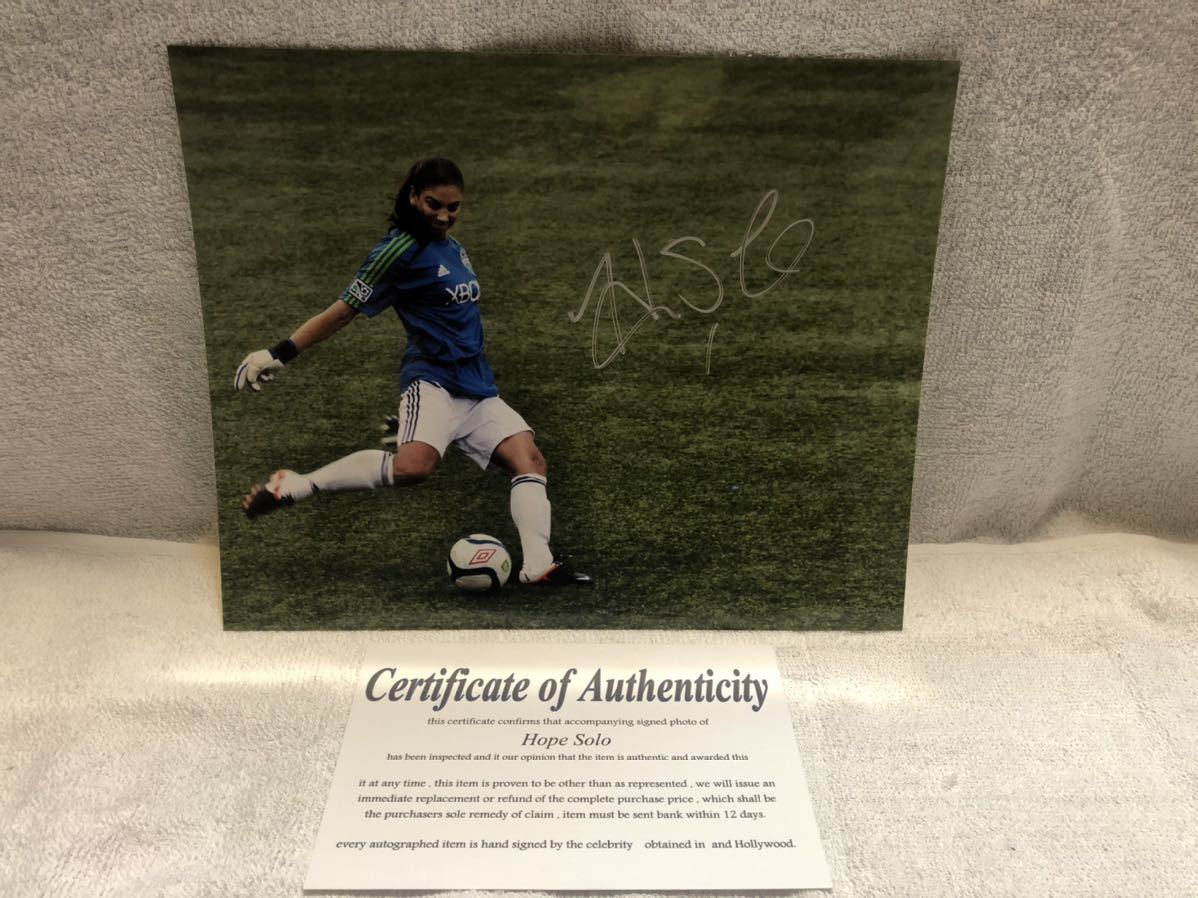 XBO
H Solo
1
Certificate of Authenticity
this certificate confirms that accompanying signed photo of
Hope Solo
has been inspected and it our opinion that the item is authentic and awarded this
it at any time , this item is proven to be other than as represented , we will issue an
immediate replacement or refund of the complete purchase price , which shall be
the purchasers sole remedy of claim , item must be sent bank within 12 days.
every autographed item is hand signed by the celebrity obtained in and Hollywood.